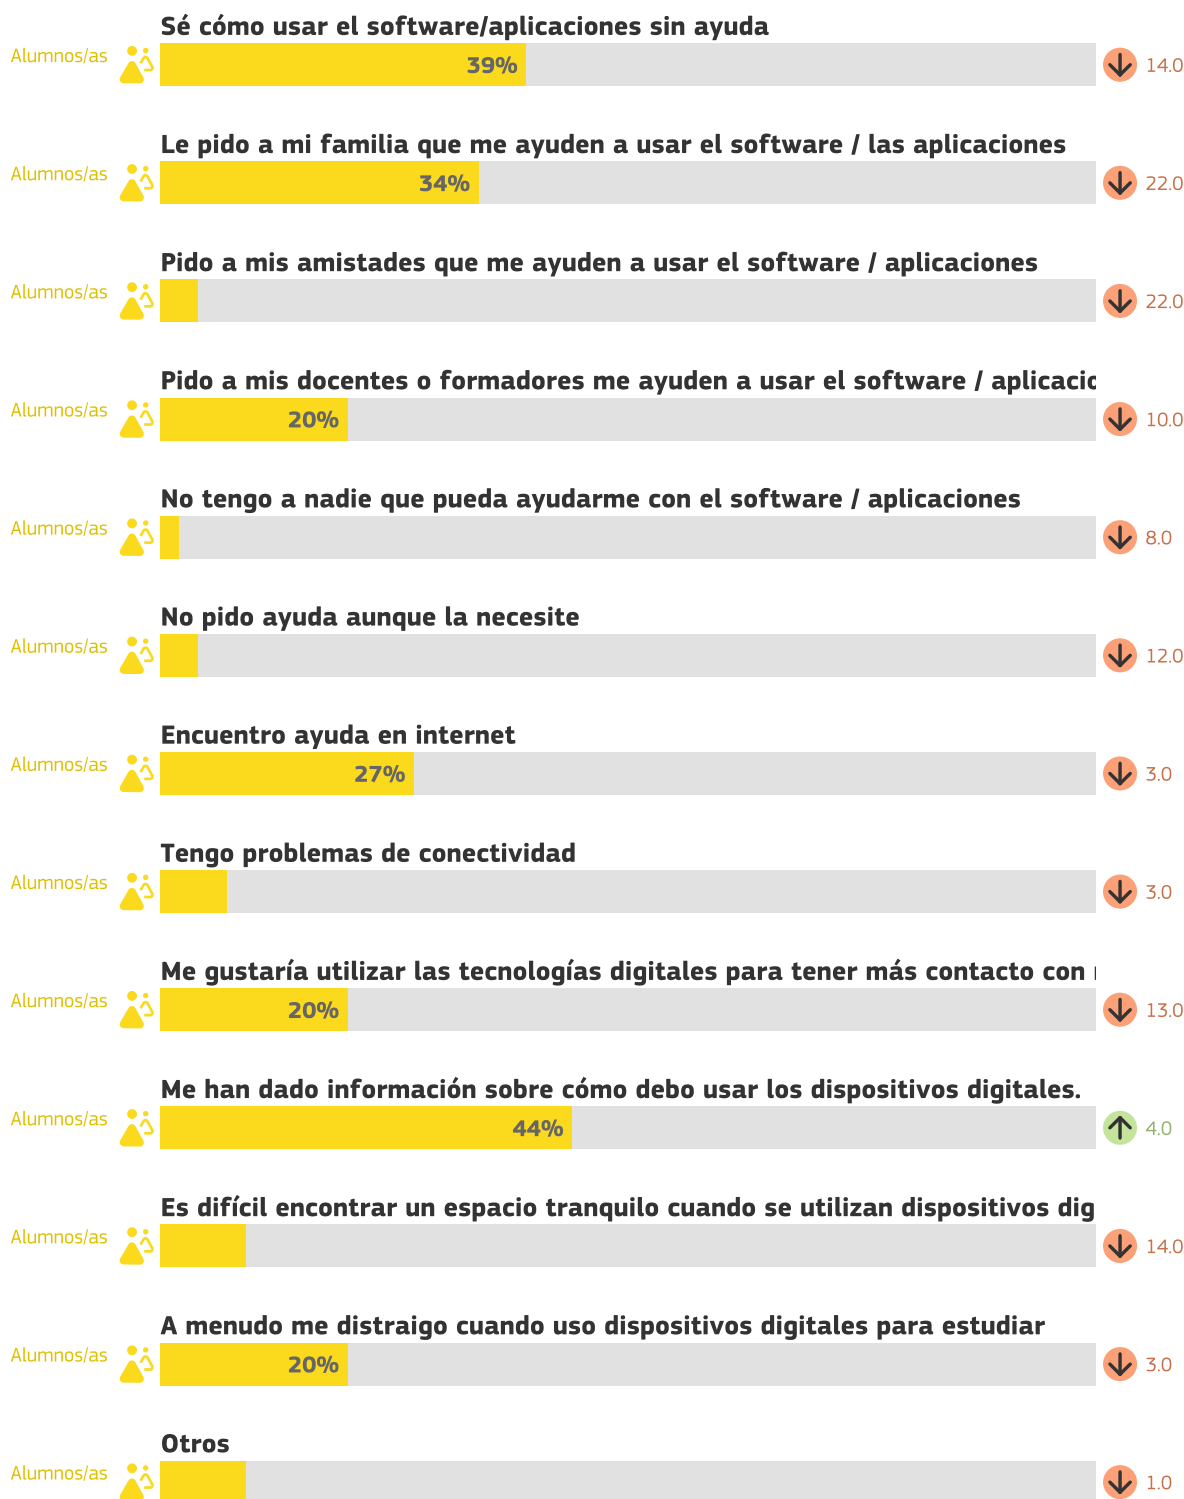 Sé cómo usar el software/aplicaciones sin ayuda
Alumnos/as 39% 14.0
Le pido a mi familia que me ayuden a usar el software / las aplicaciones
Alumnos/as 34% 22.0
Pido a mis amistades que me ayuden a usar el software / aplicaciones
Alumnos/as 22.0
Pido a mis docentes o formadores me ayuden a usar el software / aplicacio
Alumnos/as 20% 10.0
No tengo a nadie que pueda ayudarme con el software / aplicaciones
Alumnos/as 8.0
No pido ayuda aunque la necesite
Alumnos/as 12.0
Encuentro ayuda en internet
Alumnos/as 27% 3.0
Tengo problemas de conectividad
Alumnos/as 3.0
Me gustaría utilizar las tecnologías digitales para tener más contacto con
Alumnos/as 20% 13.0
Me han dado información sobre cómo debo usar los dispositivos digitales.
Alumnos/as 44% 4.0
Es difícil encontrar un espacio tranquilo cuando se utilizan dispositivos dig
Alumnos/as 14.0
A menudo me distraigo cuando uso dispositivos digitales para estudiar
Alumnos/as 20% 3.0
Otros
Alumnos/as 1.0